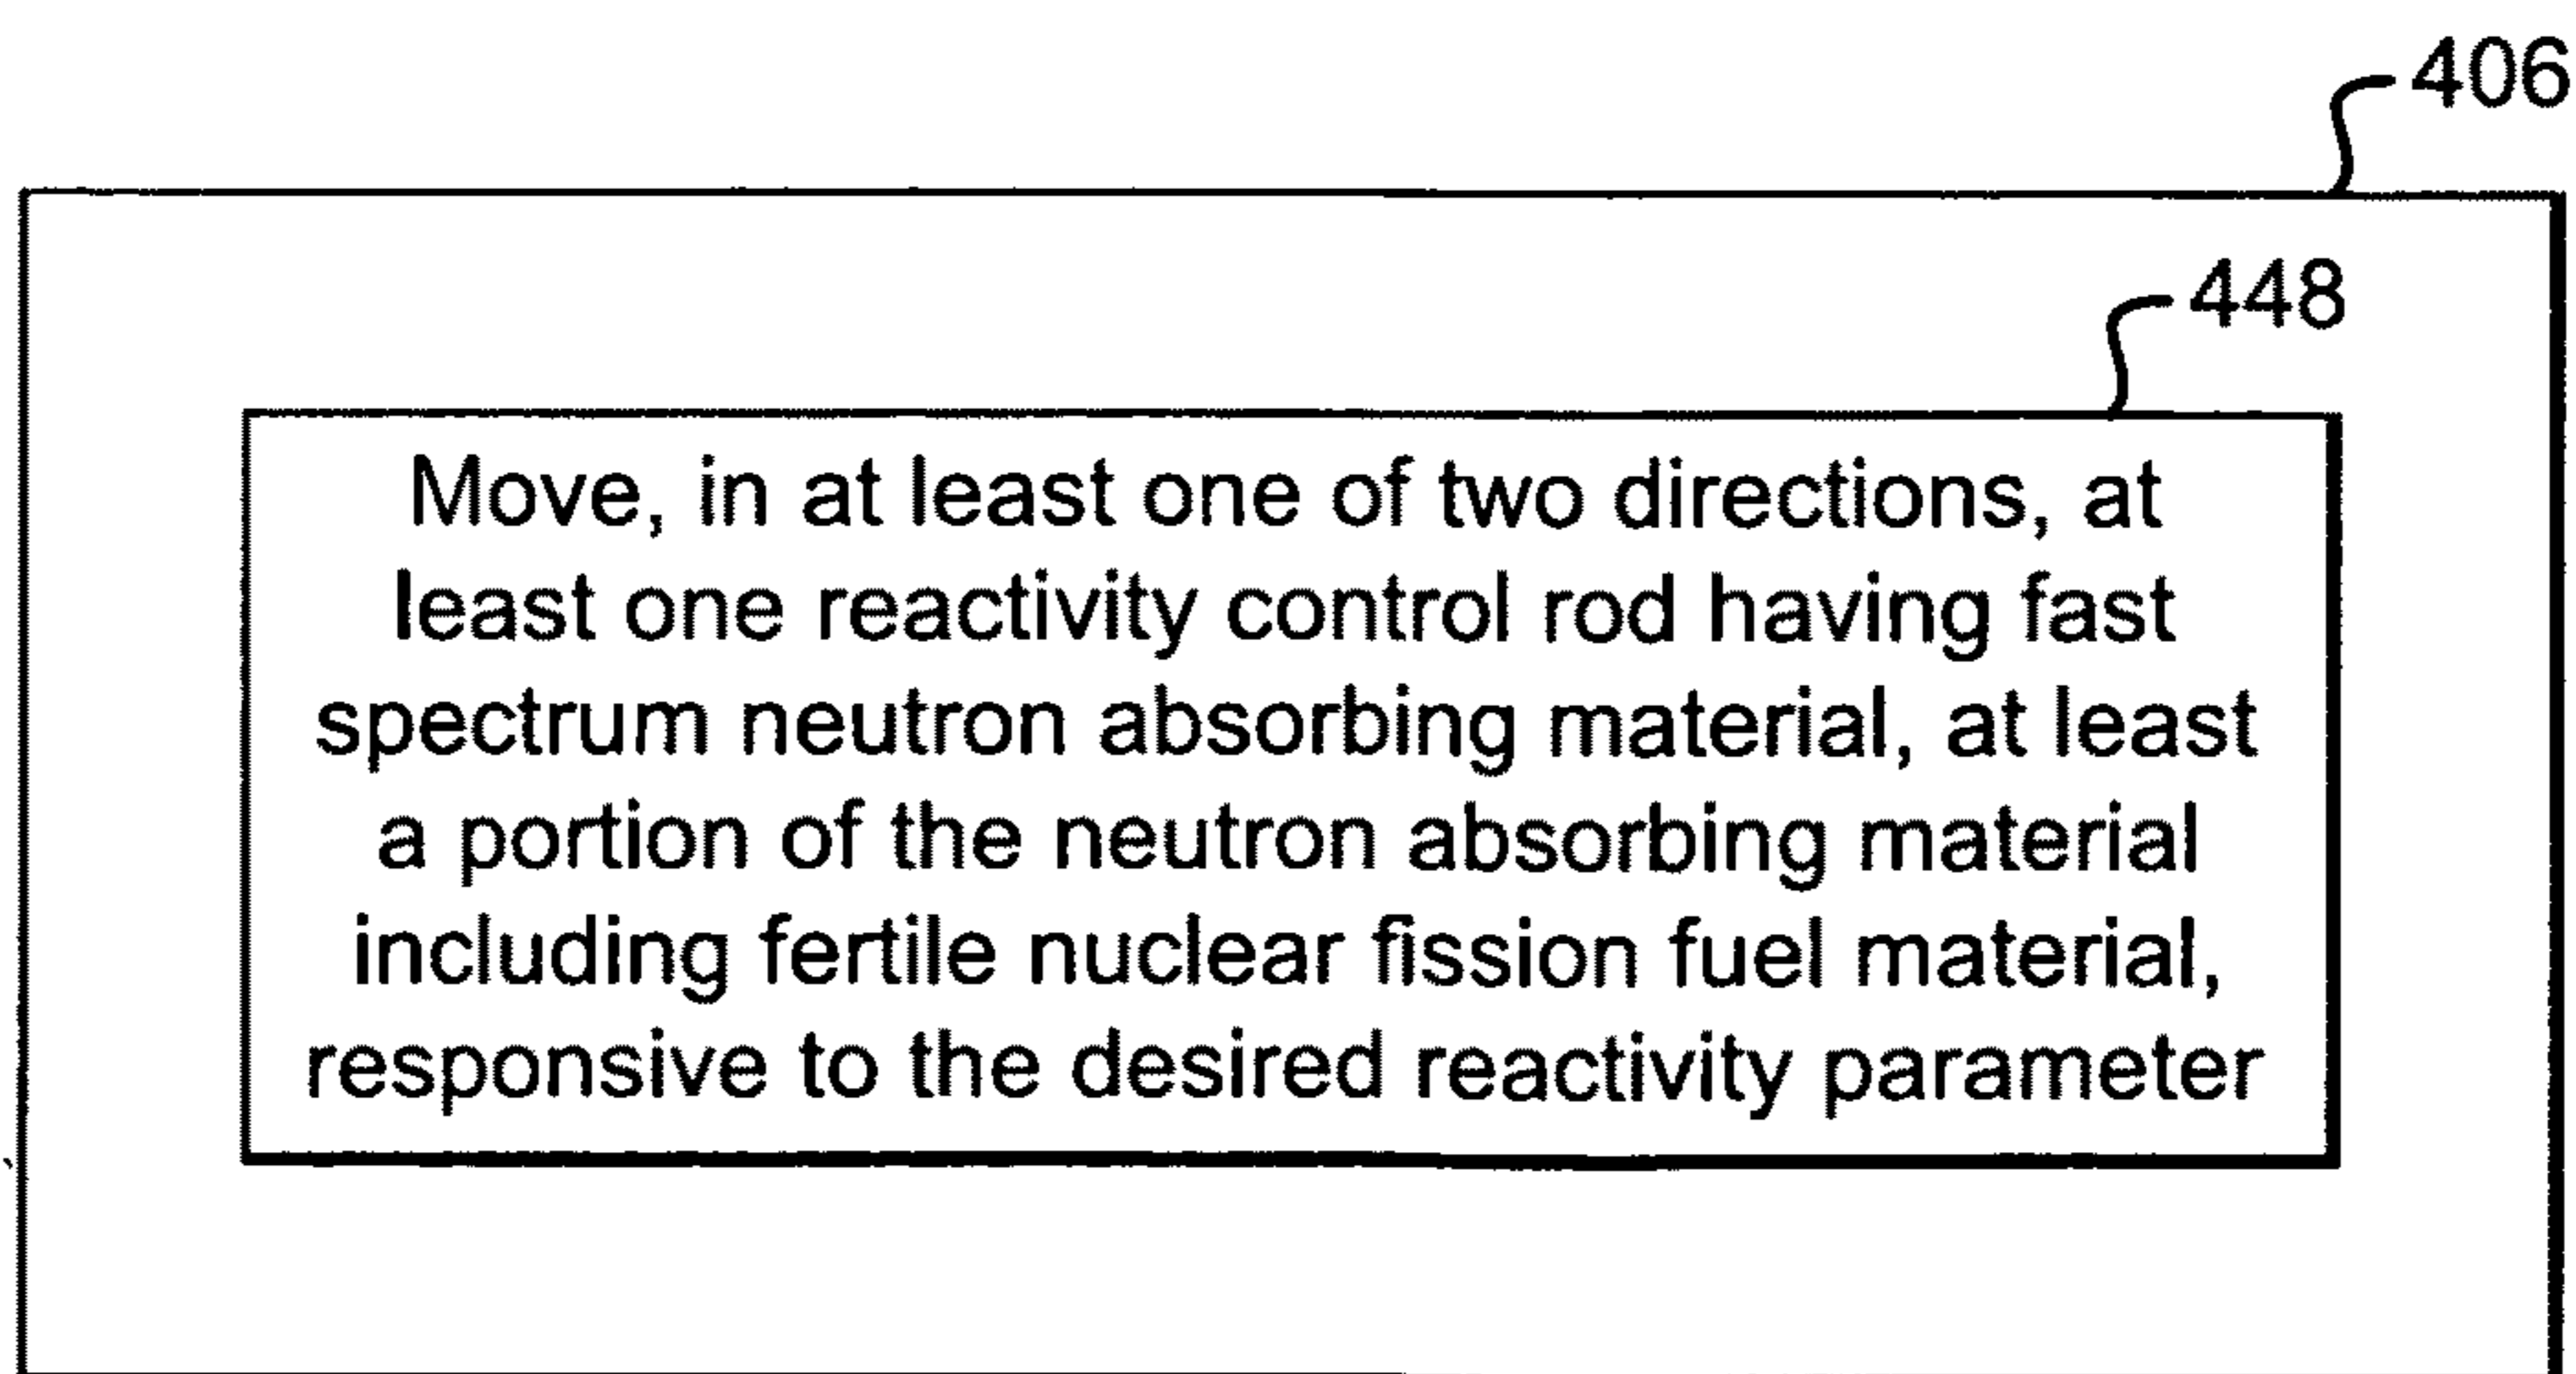 406
448
Move, in at least one of two directions, at
least one reactivity control rod having fast
spectrum neutron absorbing material, at least
a portion of the neutron absorbing material
including fertile nuclear fission fuel material,
responsive to the desired reactivity parameter